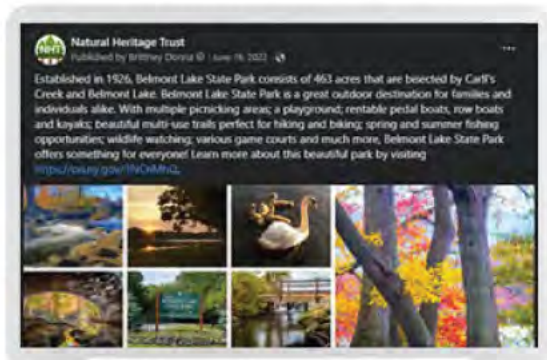 NHT
Natural Heritage Trust
Published by Brittney Donna
June 19, 2022
Established in 1926, Belmont Lake State Park consists of 463 acres that are bisected by Carll's
Creek and Belmont Lake. Belmont Lake State Park is a great outdoor destination for families and
individuals alike. With multiple picnicking areas; a playground; rentable pedal boats, row boats
and kayaks; beautiful multi-use trails perfect for hiking and biking; spring and summer fishing
opportunities; wildlife watching; various game courts and much more, Belmont Lake State Park
offers something for everyone! Learn more about this beautiful park by visiting